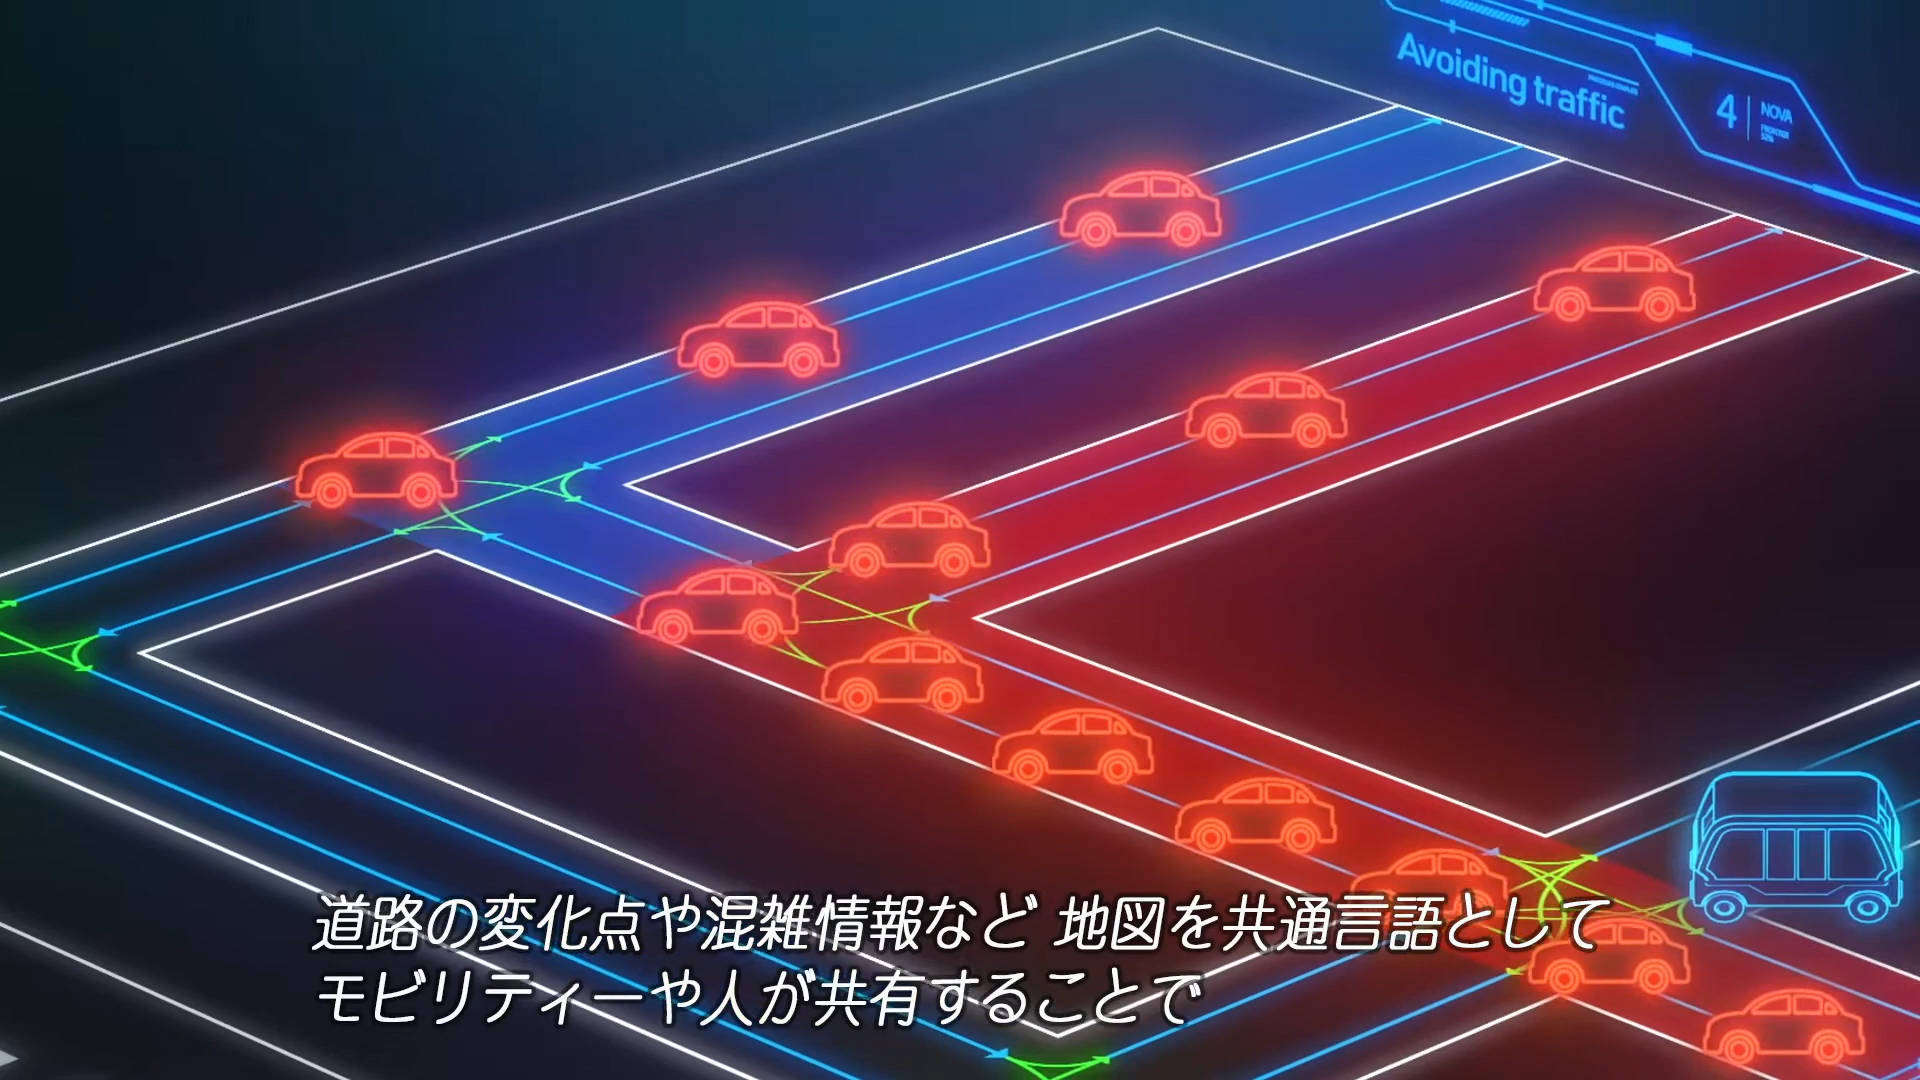 Avoiding traffic
4
NOVA
道路の変化点や混雑情報など 地図を共通言語として
モビリティーや人が共有することで